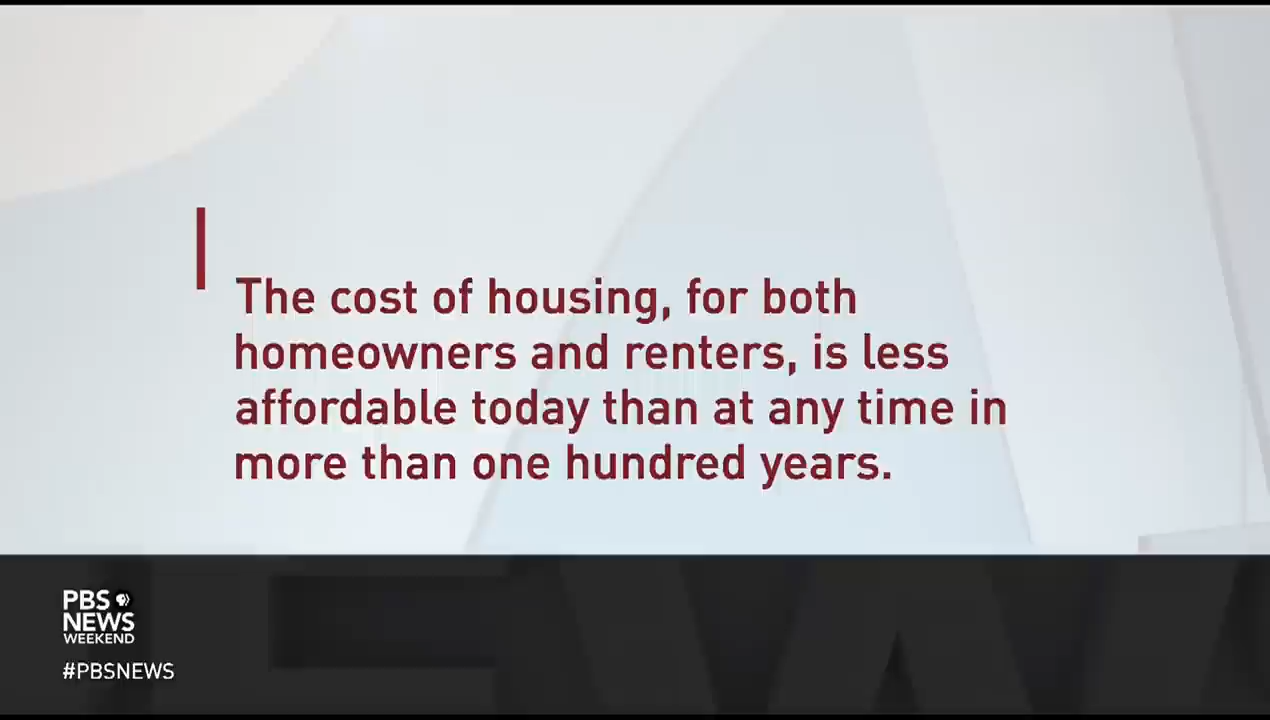 The cost of housing, for both
homeowners and renters, is less
affordable today than at any time in
more than one hundred years.
PBS
NEWS
WEEKEND
#PBSNEWS